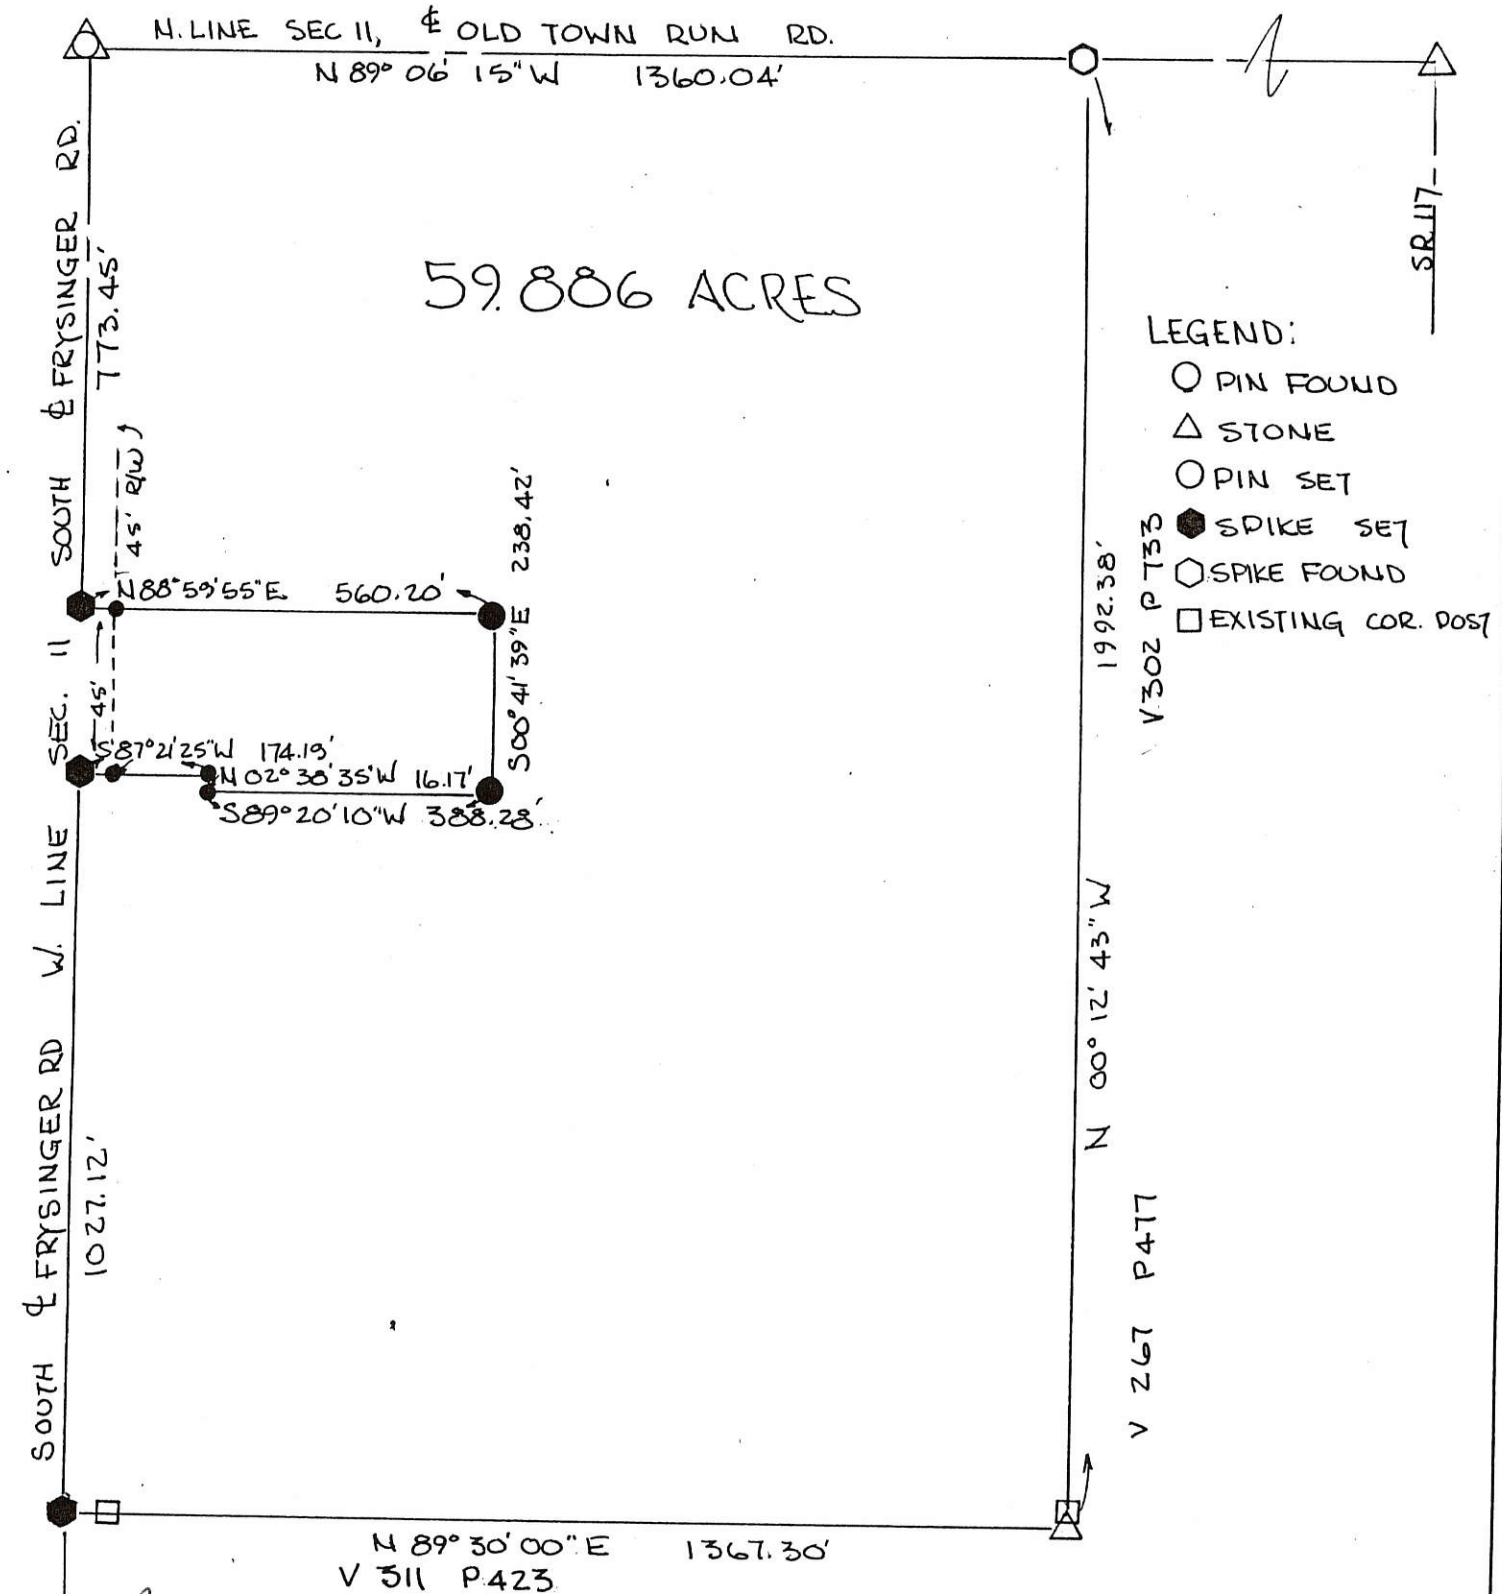 N. LINE SEC 11, ℄ OLD TOWN RUN RD.
N 89° 06' 15" W 1360.04'
SOUTH ℄ FRYSINGER RD.
773.45'
SR 117
59.886 ACRES
LEGEND:
PIN FOUND
STONE
PIN SET
SPIKE SET
SPIKE FOUND
EXISTING COR. POST
45' R/W
N88°59'55"E 560.20'
S00°41'39"E 238.42'
45'
S87°21'25"W 174.19'
N 02°38'35"W 16.17'
S89°20'10"W 388.28'
SOUTH ℄ FRYSINGER RD W. LINE SEC. 11
1027.12'
N 00° 12' 43" W 1992.38'
V 302 P 733
V 267 P 477
N 89° 30' 00" E 1367.30'
V 311 P. 423